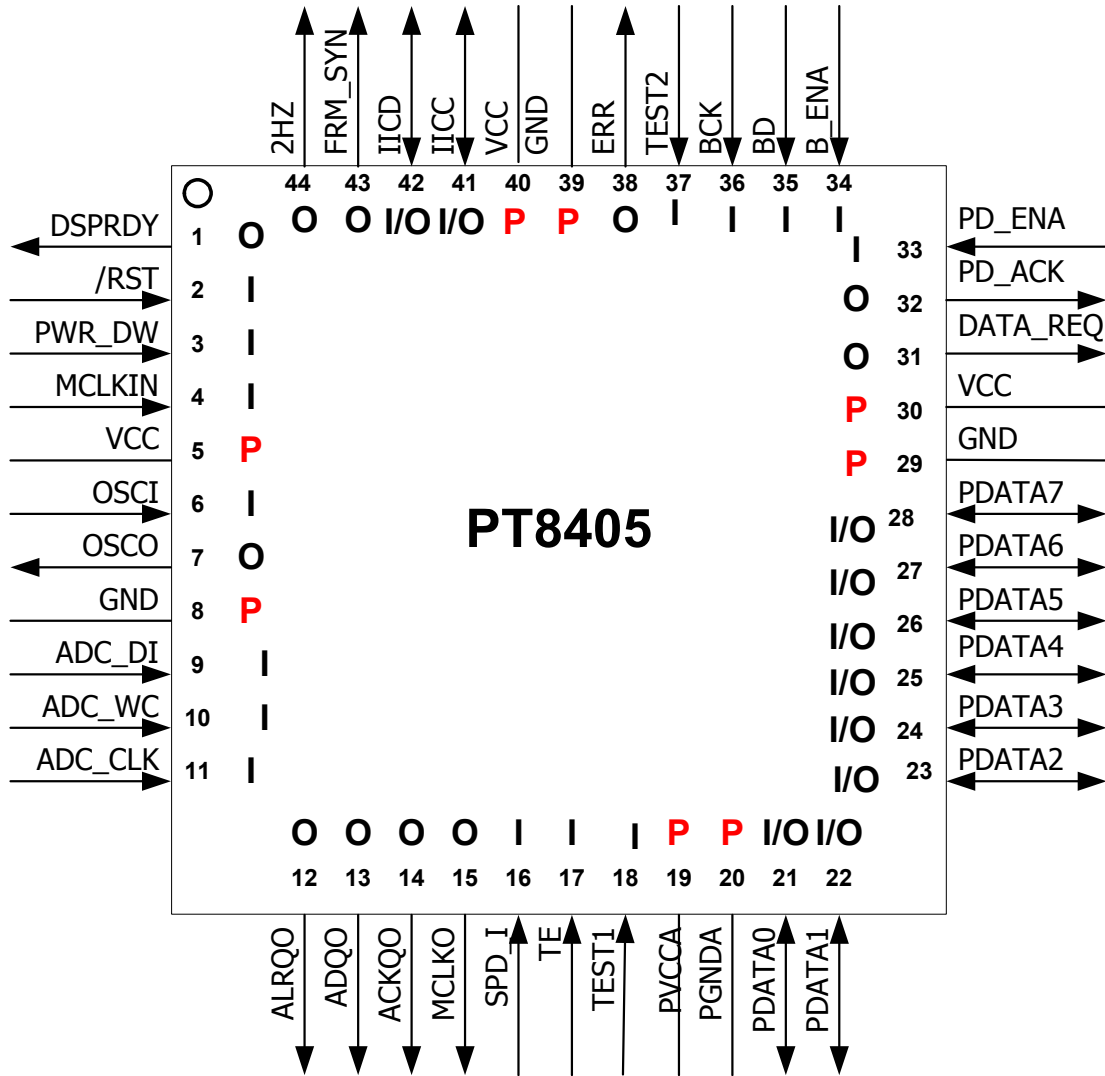 2HZ
FRM_SYN
IICD
IICC
VCC
GND
ERR
TEST2
BCK
BD
B_ENA
44 43 42 41 40 39 38 37 36 35 34
O O I/O I/O P P O I I I I
DSPRDY 1 O
/RST 2 I
PWR_DW 3 I
MCLKIN 4 I
VCC 5 P
OSCI 6 I
OSCO 7 O
GND 8 P
ADC_DI 9 I
ADC_WC 10 I
ADC_CLK 11 I
PT8405
I 33 PD_ENA
O 32 PD_ACK
O 31 DATA_REQ
P 30 VCC
P 29 GND
I/O 28 PDATA7
I/O 27 PDATA6
I/O 26 PDATA5
I/O 25 PDATA4
I/O 24 PDATA3
I/O 23 PDATA2
O O O O I I I P P I/O I/O
12 13 14 15 16 17 18 19 20 21 22
ALRQO
ADQO
ACKQO
MCLKO
SPD_I
TE
TEST1
PVCCA
PGNDA
PDATA0
PDATA1